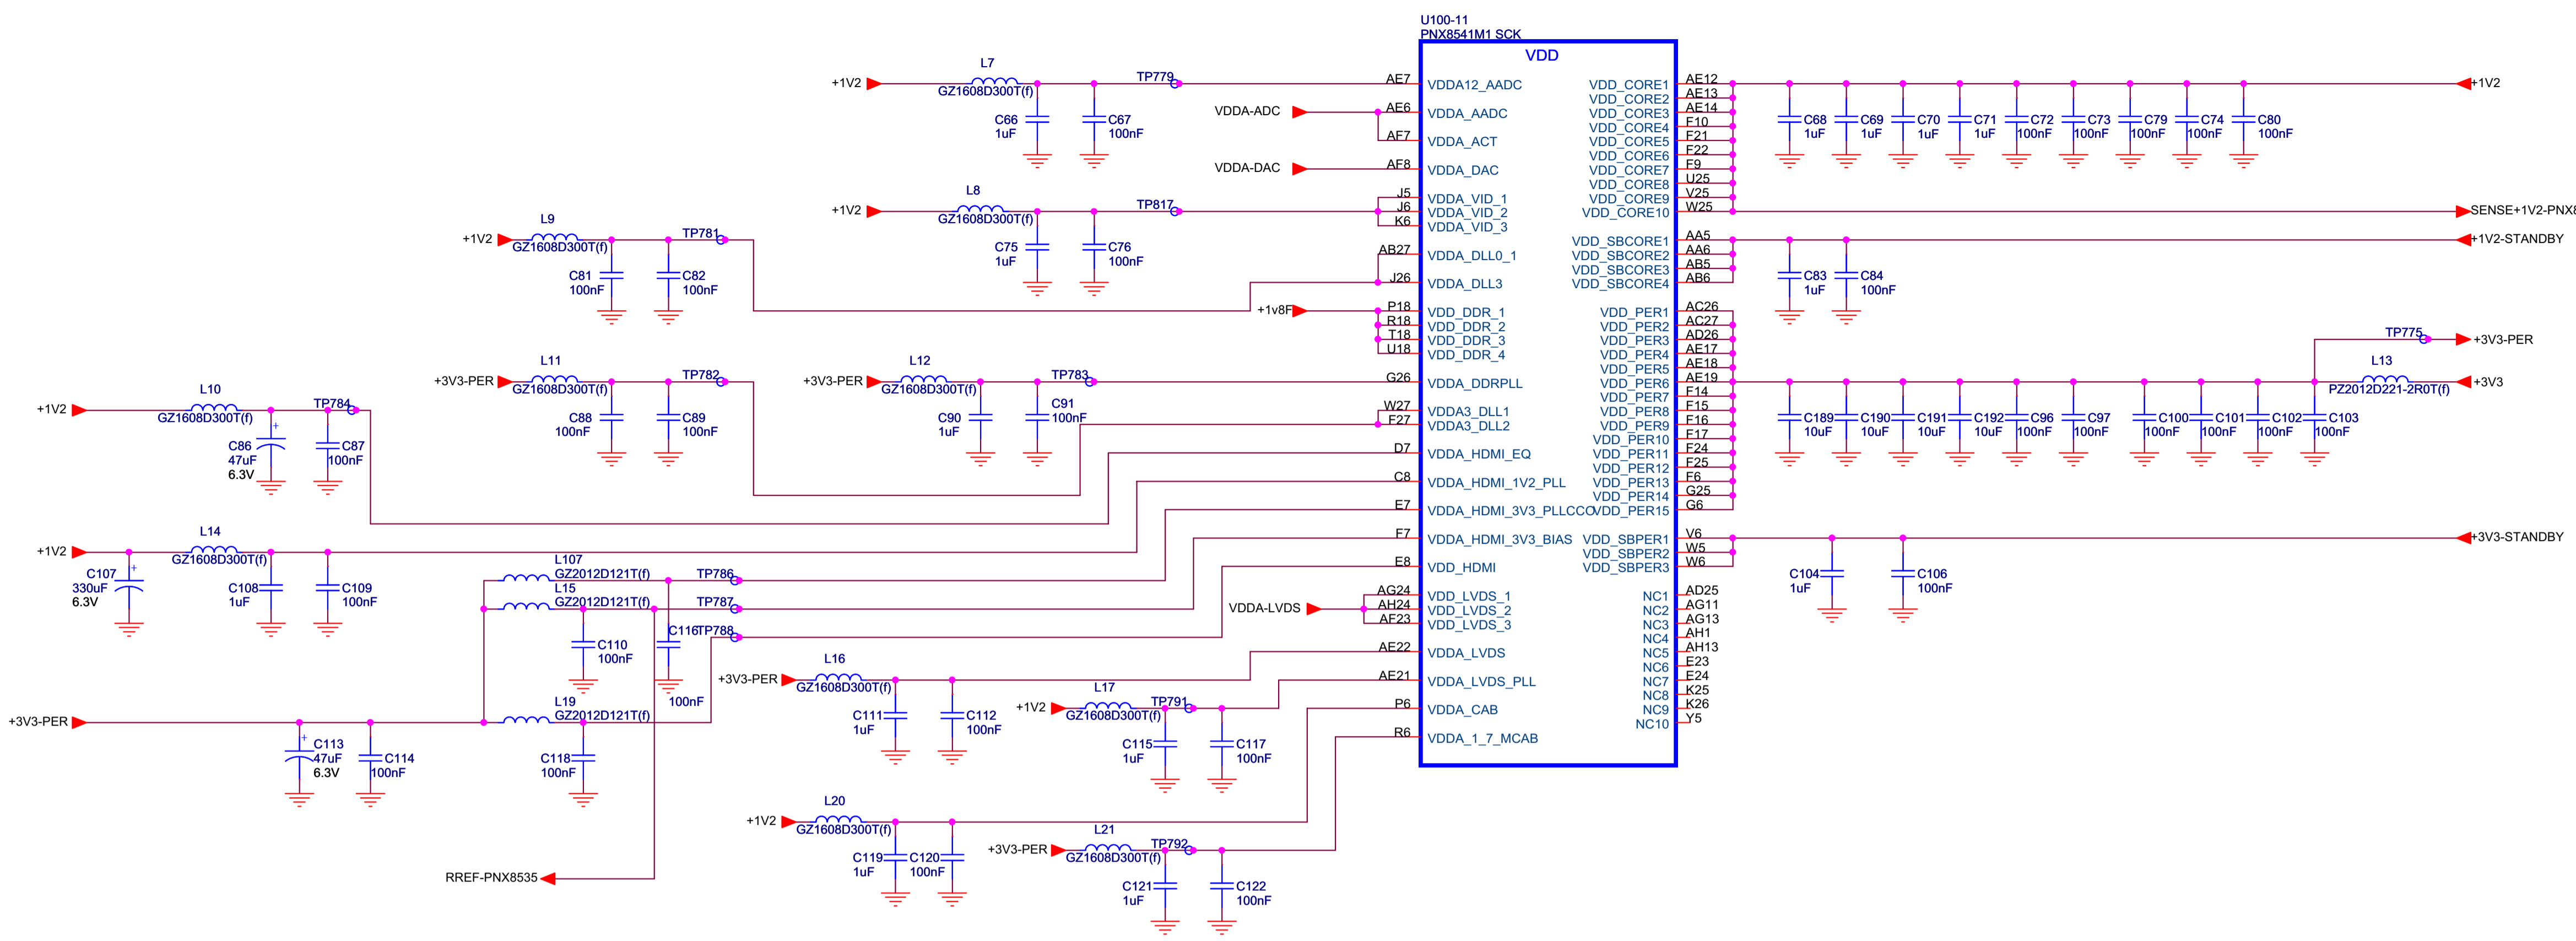 U100-11
PNX8541M1 SCK
VDD
L7
+1V2
GZ1608D300T(f)
TP779
C66
1uF
C67
100nF
VDDA-ADC
VDDA-DAC
L8
+1V2
GZ1608D300T(f)
TP817
C75
1uF
C76
100nF
L9
+1V2
GZ1608D300T(f)
TP781
C81
100nF
C82
100nF
+1v8F
L11
+3V3-PER
GZ1608D300T(f)
TP782
C88
100nF
C89
100nF
L12
+3V3-PER
GZ1608D300T(f)
TP783
C90
1uF
C91
100nF
L10
+1V2
GZ1608D300T(f)
TP784
+
C86
47uF
6.3V
C87
100nF
L14
+1V2
GZ1608D300T(f)
+
C107
330uF
6.3V
C108
1uF
C109
100nF
L107
GZ2012D121T(f)
TP786
L15
GZ2012D121T(f)
TP787
C110
100nF
C116
TP788
100nF
L19
GZ2012D121T(f)
+3V3-PER
+
C113
47uF
6.3V
C114
100nF
C118
100nF
RREF-PNX8535
VDDA-LVDS
L16
+3V3-PER
GZ1608D300T(f)
C111
1uF
C112
100nF
L17
+1V2
GZ1608D300T(f)
TP791
C115
1uF
C117
100nF
L20
+1V2
GZ1608D300T(f)
C119
1uF
C120
100nF
L21
+3V3-PER
GZ1608D300T(f)
TP792
C121
1uF
C122
100nF
AE7 VDDA12_AADC
AE6 VDDA_AADC
AF7 VDDA_ACT
AF8 VDDA_DAC
J5 VDDA_VID_1
J6 VDDA_VID_2
K6 VDDA_VID_3
AB27 VDDA_DLL0_1
J26 VDDA_DLL3
P18 VDD_DDR_1
R18 VDD_DDR_2
T18 VDD_DDR_3
U18 VDD_DDR_4
G26 VDDA_DDRPLL
W27 VDDA3_DLL1
F27 VDDA3_DLL2
D7 VDDA_HDMI_EQ
C8 VDDA_HDMI_1V2_PLL
E7 VDDA_HDMI_3V3_PLLCCO
F7 VDDA_HDMI_3V3_BIAS
E8 VDD_HDMI
AG24 VDD_LVDS_1
AH24 VDD_LVDS_2
AF23 VDD_LVDS_3
AE22 VDDA_LVDS
AE21 VDDA_LVDS_PLL
P6 VDDA_CAB
R6 VDDA_1_7_MCAB
VDD_CORE1 AE12
VDD_CORE2 AE13
VDD_CORE3 AE14
VDD_CORE4 F10
VDD_CORE5 F21
VDD_CORE6 F22
VDD_CORE7 F9
VDD_CORE8 U25
VDD_CORE9 V25
VDD_CORE10 W25
VDD_SBCORE1 AA5
VDD_SBCORE2 AA6
VDD_SBCORE3 AB5
VDD_SBCORE4 AB6
VDD_PER1 AC26
VDD_PER2 AC27
VDD_PER3 AD26
VDD_PER4 AE17
VDD_PER5 AE18
VDD_PER6 AE19
VDD_PER7 F14
VDD_PER8 F15
VDD_PER9 F16
VDD_PER10 F17
VDD_PER11 F24
VDD_PER12 F25
VDD_PER13 F6
VDD_PER14 G25
VDD_PER15 G6
VDD_SBPER1 V6
VDD_SBPER2 W5
VDD_SBPER3 W6
NC1 AD25
NC2 AG11
NC3 AG13
NC4 AH1
NC5 AH13
NC6 E23
NC7 E24
NC8 K25
NC9 K26
NC10 Y5
+1V2
C68
1uF
C69
1uF
C70
1uF
C71
1uF
C72
100nF
C73
100nF
C79
100nF
C74
100nF
C80
100nF
SENSE+1V2-PNX8
+1V2-STANDBY
C83
1uF
C84
100nF
TP775
+3V3-PER
L13
PZ2012D221-2R0T(f)
+3V3
C189
10uF
C190
10uF
C191
10uF
C192
10uF
C96
100nF
C97
100nF
C100
100nF
C101
100nF
C102
100nF
C103
100nF
+3V3-STANDBY
C104
1uF
C106
100nF